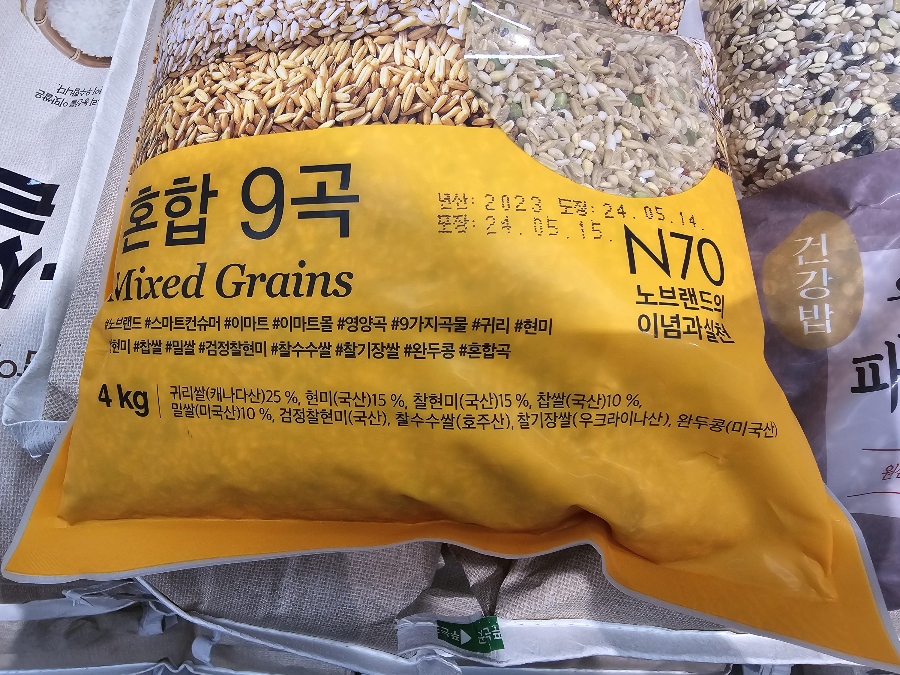 혼합 9곡
Mixed Grains
년산: 2023 도정: 24.05.14.
포장: 24.05.15.
N70
노브랜드의
이념과 실천
#노브랜드 #스마트컨슈머 #이마트 #이마트몰 #영양곡 #9가지곡물 #귀리 #현미
#찹쌀 #밀쌀 #검정찰현미 #찰수수쌀 #찰기장쌀 #완두콩 #혼합곡
4 kg
귀리쌀(캐나다산)25 %, 현미(국산)15 %, 찰현미(국산)15 %, 찹쌀(국산)10 %,
밀쌀(미국산)10 %, 검정찰현미(국산), 찰수수쌀(호주산), 찰기장쌀(우크라이나산), 완두콩(미국산)
건강밥